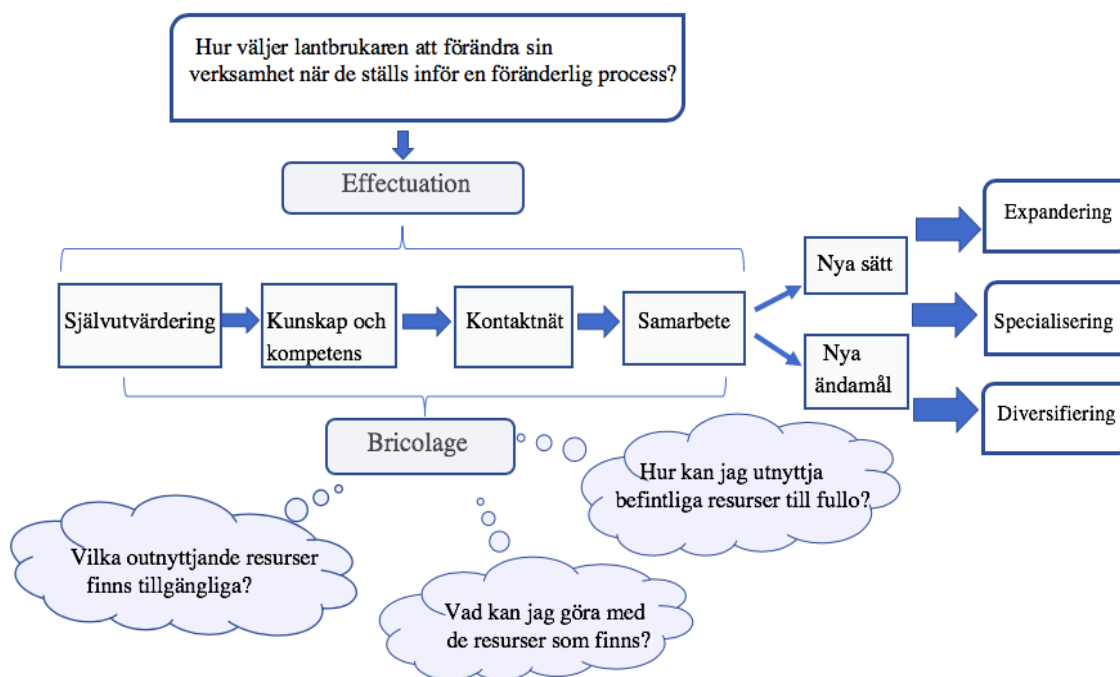 Hur väljer lantbrukaren att förändra sin
verksamhet när de ställs inför en föränderlig process?
Effectuation
Självutvärdering
Kunskap och
kompetens
Kontaktnät
Samarbete
Nya sätt
Nya
ändamål
Expandering
Specialisering
Diversifiering
Bricolage
Hur kan jag utnyttja
befintliga resurser till fullo?
Vilka outnyttjande resurser
finns tillgängliga?
Vad kan jag göra med
de resurser som finns?